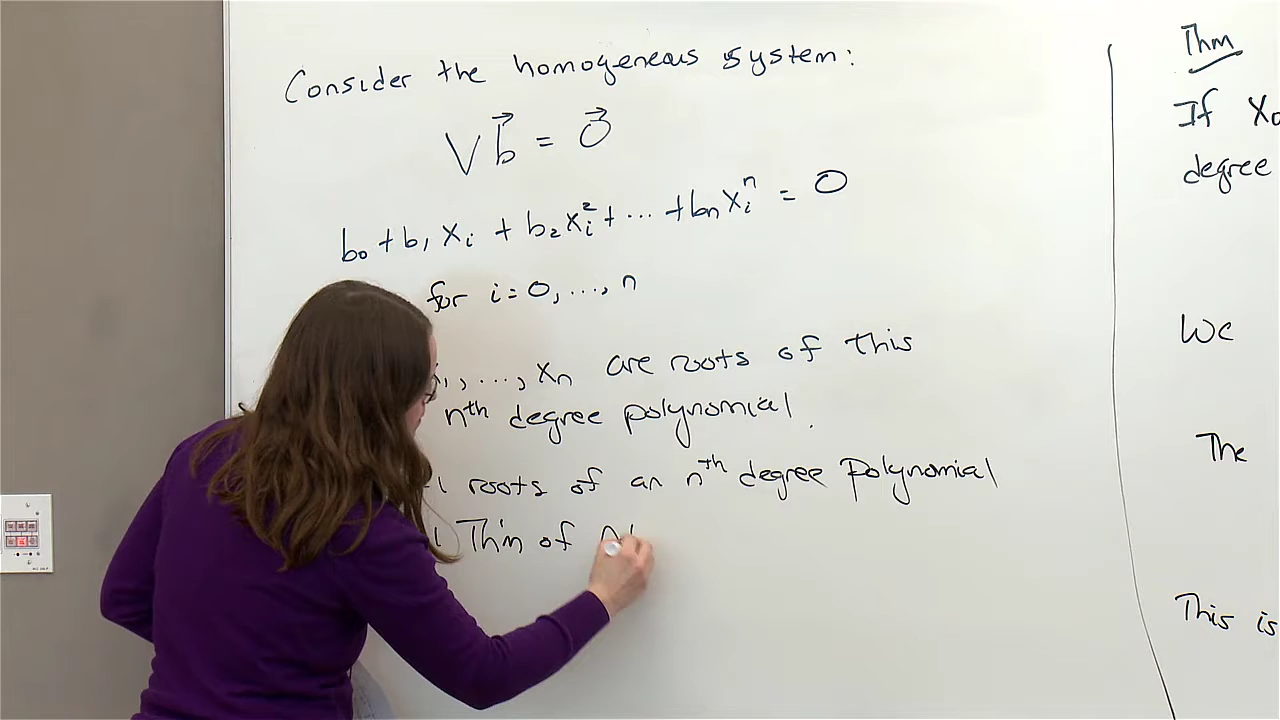 Consider the homogeneous system:
V b⃗ = 0⃗
b₀ + b₁ xᵢ + b₂ xᵢ² + ... + bₙ xᵢⁿ = 0
for i = 0, ..., n
, ..., xₙ are roots of this
nᵗʰ degree polynomial.
1 roots of an nᵗʰ degree Polynomial
Thm of
Thm
If X₀
degree
We
The
This is